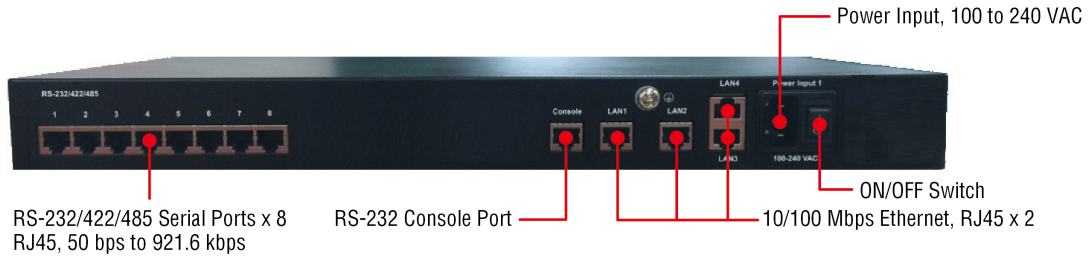 Power Input, 100 to 240 VAC
RS-232/422/485
1 2 3 4 5 6 7 8
Console
LAN1
LAN2
LAN4
LAN3
Power Input 1
100-240 VAC
ON/OFF Switch
RS-232/422/485 Serial Ports x 8
RJ45, 50 bps to 921.6 kbps
RS-232 Console Port
10/100 Mbps Ethernet, RJ45 x 2